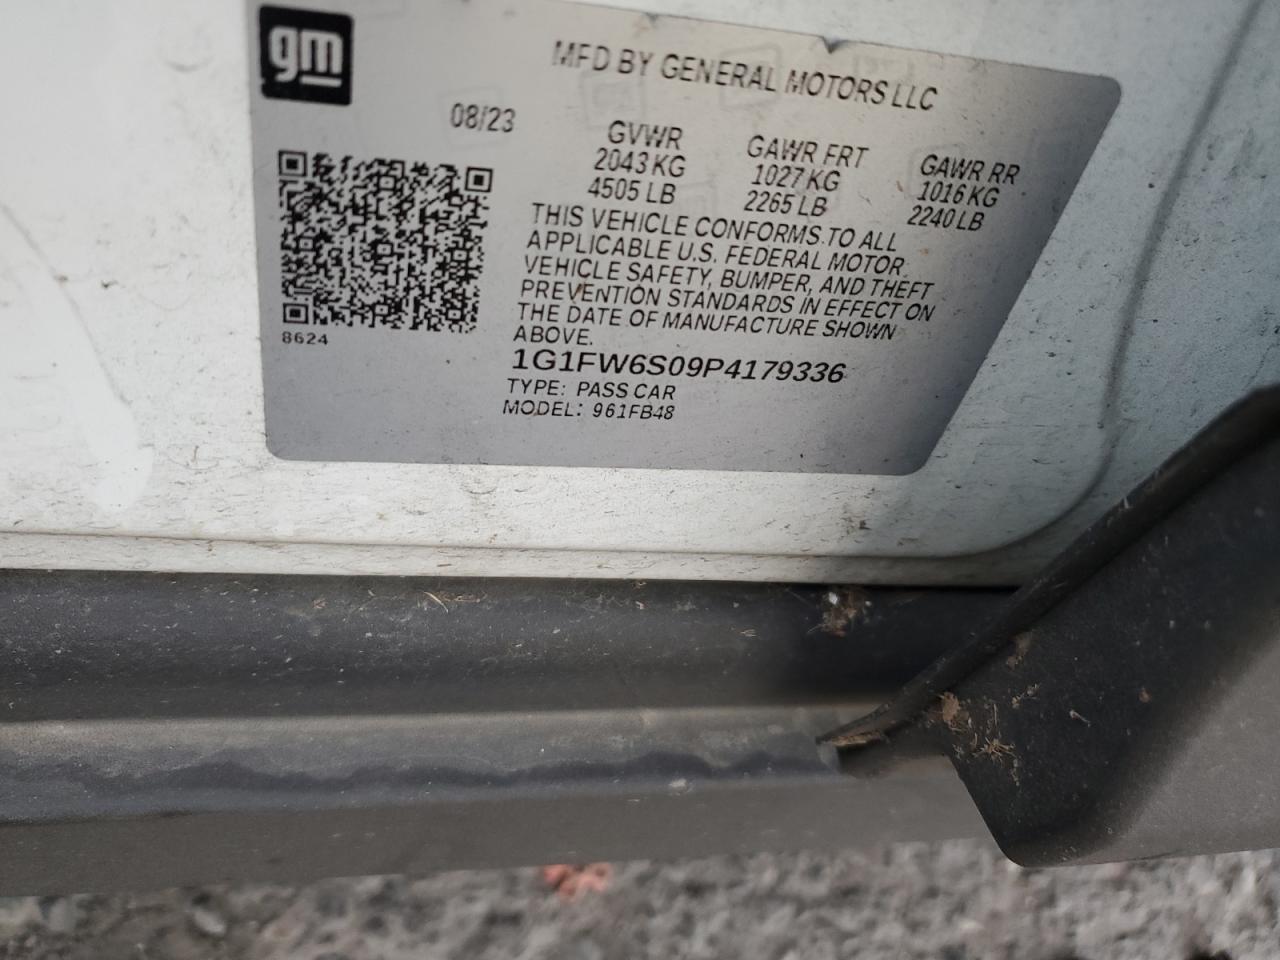 gm
MFD BY GENERAL MOTORS LLC
08/23
GVWR GAWR FRT GAWR RR
2043 KG 1027 KG 1016 KG
4505 LB 2265 LB 2240 LB
THIS VEHICLE CONFORMS TO ALL
APPLICABLE U.S. FEDERAL MOTOR
VEHICLE SAFETY, BUMPER, AND THEFT
PREVENTION STANDARDS IN EFFECT ON
THE DATE OF MANUFACTURE SHOWN
ABOVE.
8624
1G1FW6S09P4179336
TYPE: PASS CAR
MODEL: 961FB48